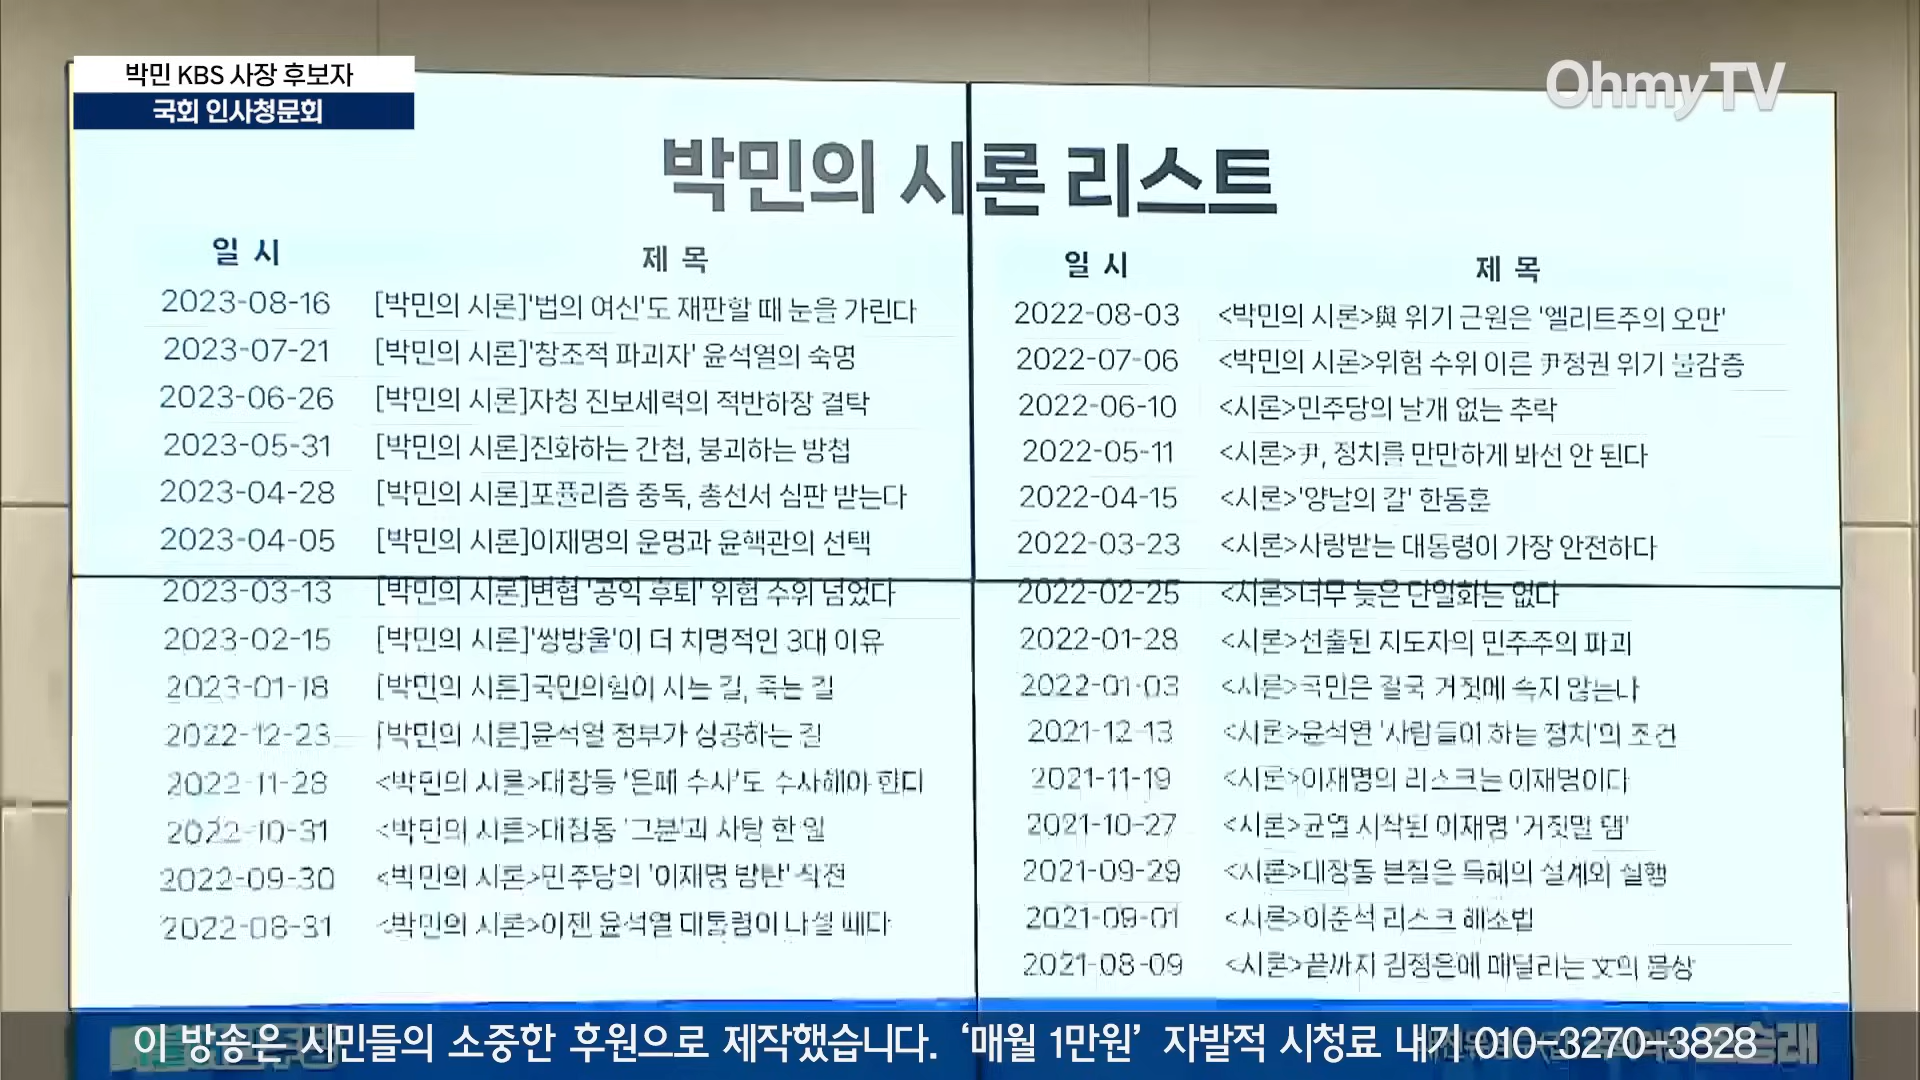 박민 KBS 사장 후보자
국회 인사청문회
OhmyTV
박민의 시론 리스트
일 시 제 목
2023-08-16 [박민의 시론]'법의 여신'도 재판할 때 눈을 가린다
2023-07-21 [박민의 시론]'창조적 파괴자' 윤석열의 숙명
2023-06-26 [박민의 시론]자칭 진보세력의 적반하장 결탁
2023-05-31 [박민의 시론]진화하는 간첩, 붕괴하는 방첩
2023-04-28 [박민의 시론]포퓰리즘 중독, 총선서 심판 받는다
2023-04-05 [박민의 시론]이재명의 운명과 윤핵관의 선택
2023-03-13 [박민의 시론]변협 '공익 후퇴' 위험 수위 넘었다
2023-02-15 [박민의 시론]'쌍방울'이 더 치명적인 3대 이유
2023-01-18 [박민의 시론]국민의힘이 사는 길, 죽는 길
2022-12-23 [박민의 시론]윤석열 정부가 성공하는 길
2022-11-28 <박민의 시론>대장동 '은폐 수사'도 수사해야 한다
2022-10-31 <박민의 시론>대장동 '그분'과 사탕 한 알
2022-09-30 <박민의 시론>민주당의 '이재명 방탄' 작전
2022-08-31 <박민의 시론>이젠 윤석열 대통령이 나설 때다
일 시 제 목
2022-08-03 <박민의 시론>與 위기 근원은 '엘리트주의 오만'
2022-07-06 <박민의 시론>위험 수위 이른 尹정권 위기 불감증
2022-06-10 <시론>민주당의 날개 없는 추락
2022-05-11 <시론>尹, 정치를 만만하게 봐선 안 된다
2022-04-15 <시론>'양날의 칼' 한동훈
2022-03-23 <시론>사랑받는 대통령이 가장 안전하다
2022-02-25 <시론>너무 늦은 단일화는 없다
2022-01-28 <시론>선출된 지도자의 민주주의 파괴
2022-01-03 <시론>국민은 결국 거짓에 속지 않는다
2021-12-13 <시론>윤석열 '사람들이 하는 정치'의 조건
2021-11-19 <시론>이재명의 리스크는 이재명이다
2021-10-27 <시론>균열 시작된 이재명 '거짓말 댐'
2021-09-29 <시론>대장동 본질은 특혜의 설계와 실행
2021-09-01 <시론>이준석 리스크 해소법
2021-08-09 <시론>끝까지 김정은에 매달리는 文의 몽상
이 방송은 시민들의 소중한 후원으로 제작했습니다. ‘매월 1만원’ 자발적 시청료 내기 010-3270-3828